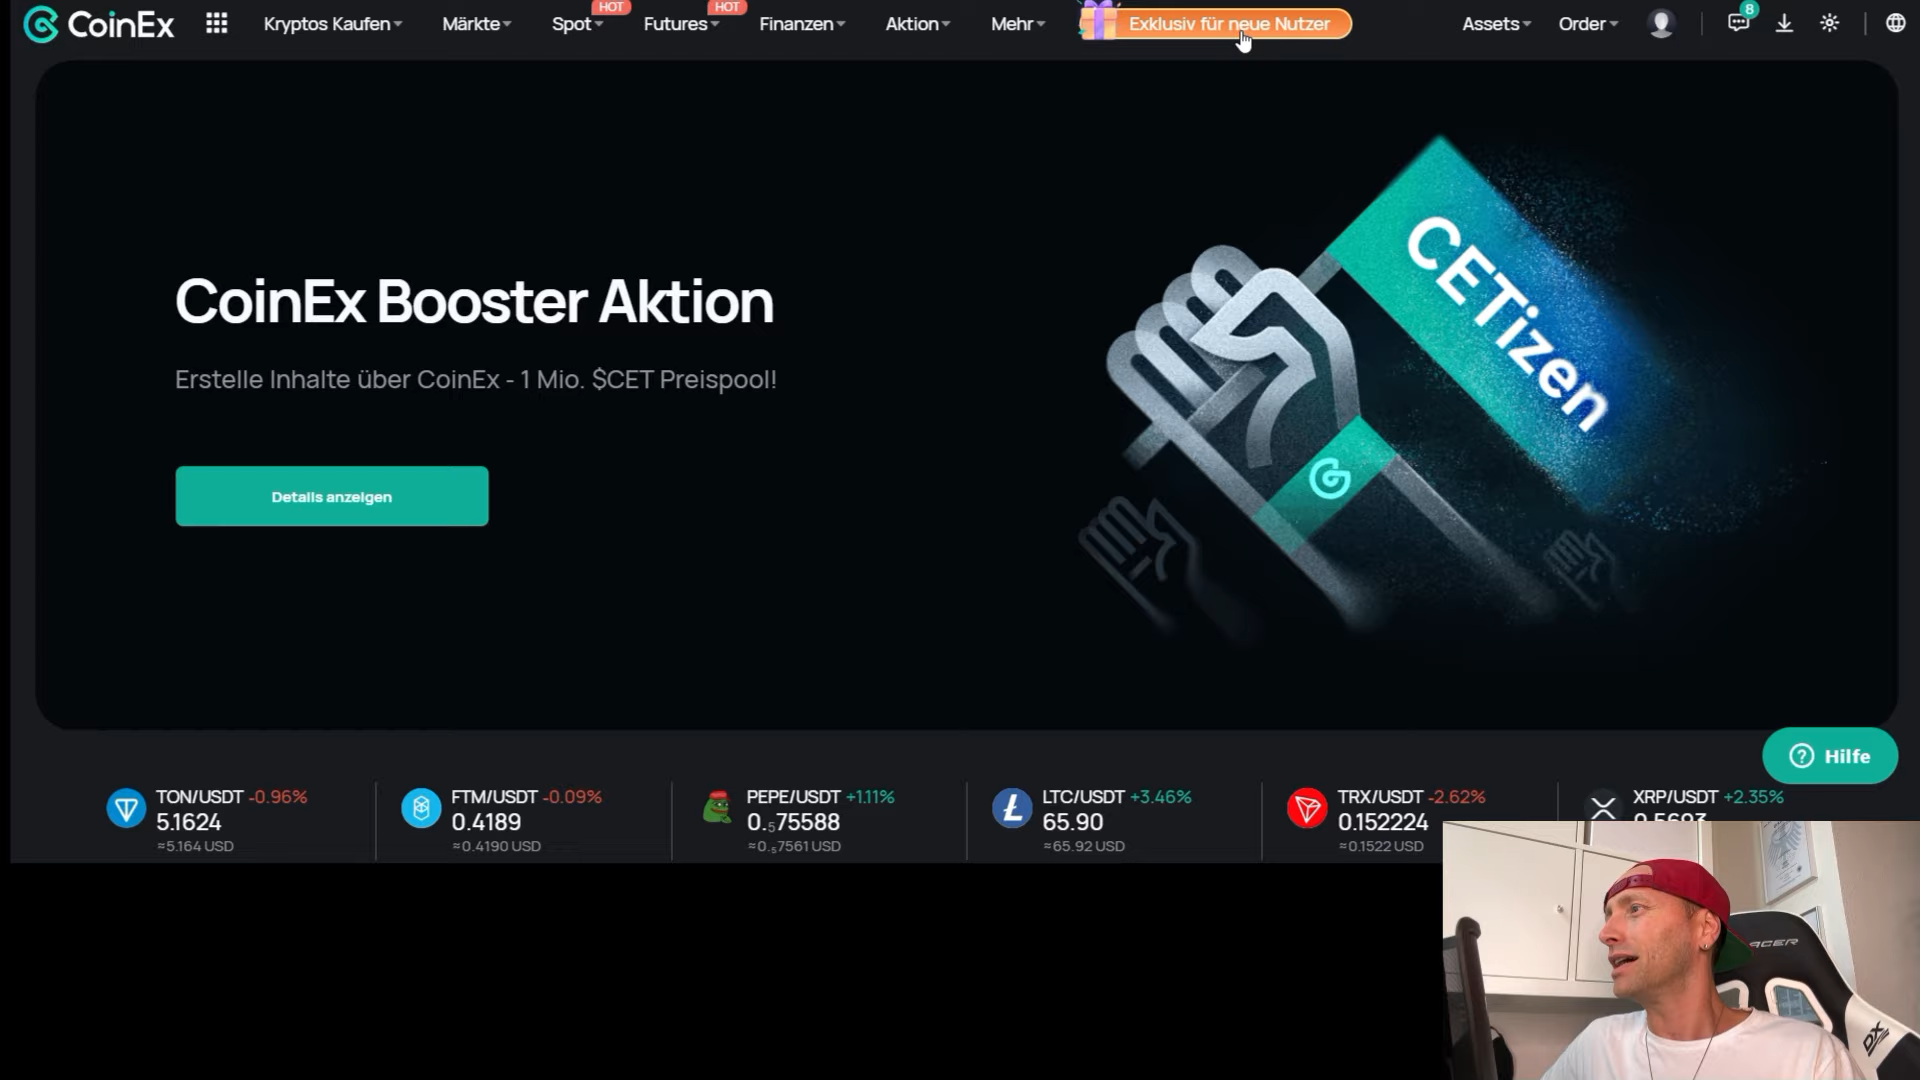 CoinEx
Kryptos Kaufen
Märkte
Spot
HOT
Futures
HOT
Finanzen
Aktion
Mehr
Exklusiv für neue Nutzer
Assets
Order
8
CETizen
CoinEx Booster Aktion
Erstelle Inhalte über CoinEx - 1 Mio. $CET Preispool!
Details anzeigen
Hilfe
TON/USDT -0.96%
5.1624
≈5.164 USD
FTM/USDT -0.09%
0.4189
≈0.4190 USD
PEPE/USDT +1.11%
0.₅75588
≈0.₅7561 USD
LTC/USDT +3.46%
65.90
≈65.92 USD
TRX/USDT -2.62%
0.152224
≈0.1522 USD
XRP/USDT +2.35%